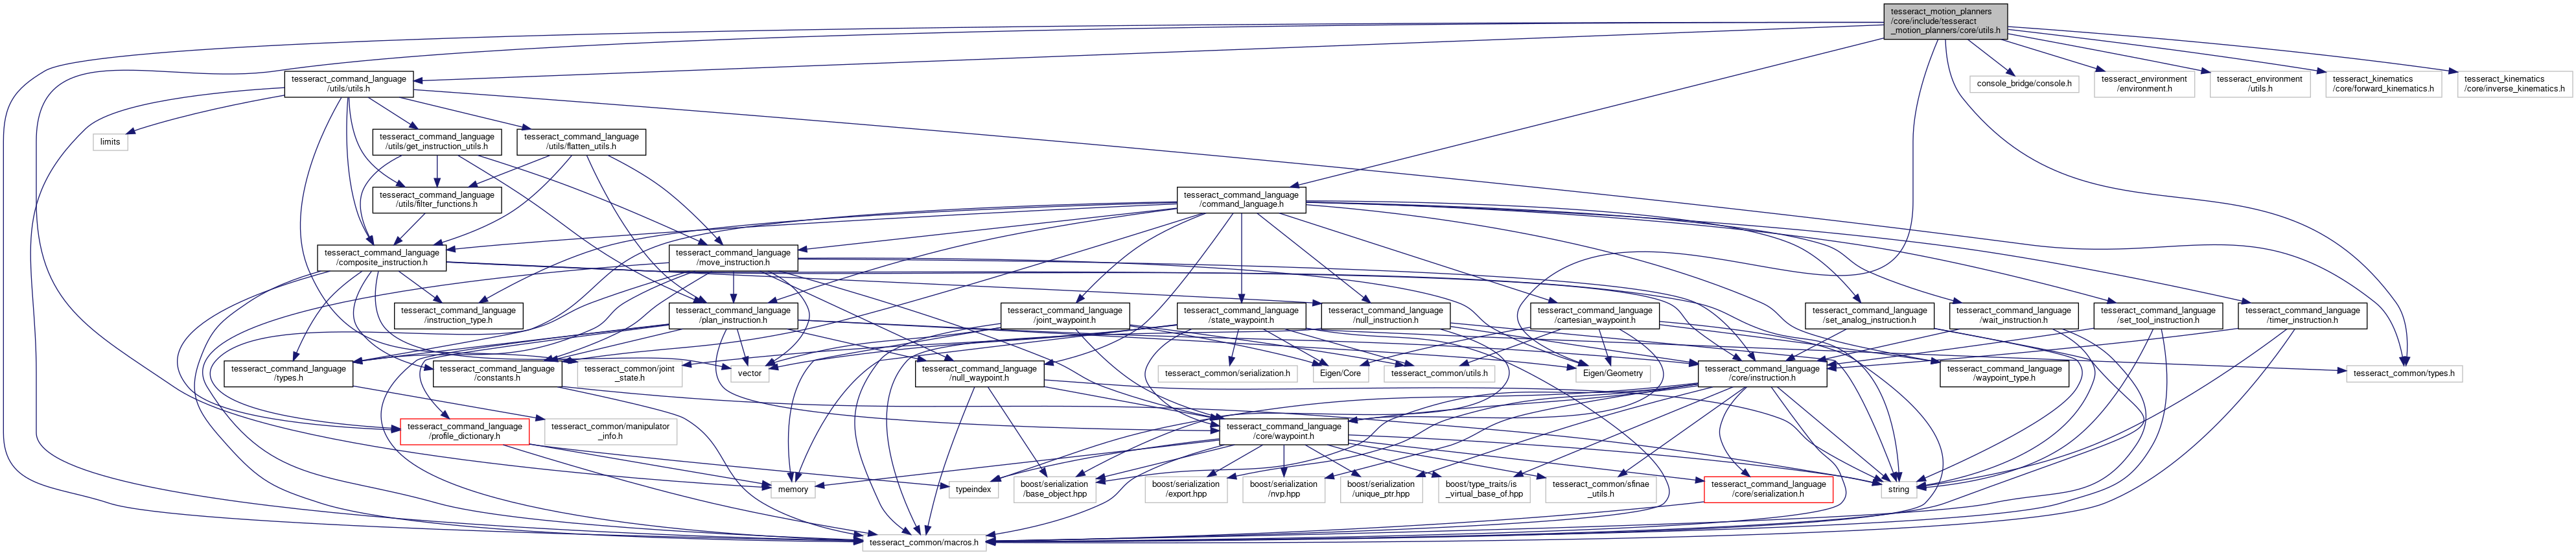 tesseract_motion_planners
/core/include/tesseract
_motion_planners/core/utils.h
tesseract_command_language
/utils/utils.h
console_bridge/console.h
tesseract_environment
/environment.h
tesseract_environment
/utils.h
tesseract_kinematics
/core/forward_kinematics.h
tesseract_kinematics
/core/inverse_kinematics.h
limits
tesseract_command_language
/utils/get_instruction_utils.h
tesseract_command_language
/utils/flatten_utils.h
tesseract_command_language
/utils/filter_functions.h
tesseract_command_language
/command_language.h
tesseract_command_language
/composite_instruction.h
tesseract_command_language
/move_instruction.h
tesseract_command_language
/instruction_type.h
tesseract_command_language
/plan_instruction.h
tesseract_command_language
/joint_waypoint.h
tesseract_command_language
/state_waypoint.h
tesseract_command_language
/null_instruction.h
tesseract_command_language
/cartesian_waypoint.h
tesseract_command_language
/set_analog_instruction.h
tesseract_command_language
/wait_instruction.h
tesseract_command_language
/set_tool_instruction.h
tesseract_command_language
/timer_instruction.h
tesseract_command_language
/types.h
tesseract_command_language
/constants.h
tesseract_common/joint
_state.h
vector
tesseract_command_language
/null_waypoint.h
tesseract_common/serialization.h
Eigen/Core
tesseract_common/utils.h
Eigen/Geometry
tesseract_command_language
/core/instruction.h
tesseract_command_language
/waypoint_type.h
tesseract_common/types.h
tesseract_command_language
/profile_dictionary.h
tesseract_common/manipulator
_info.h
tesseract_command_language
/core/waypoint.h
memory
typeindex
boost/serialization
/base_object.hpp
boost/serialization
/export.hpp
boost/serialization
/nvp.hpp
boost/serialization
/unique_ptr.hpp
boost/type_traits/is
_virtual_base_of.hpp
tesseract_common/sfinae
_utils.h
tesseract_command_language
/core/serialization.h
string
tesseract_common/macros.h